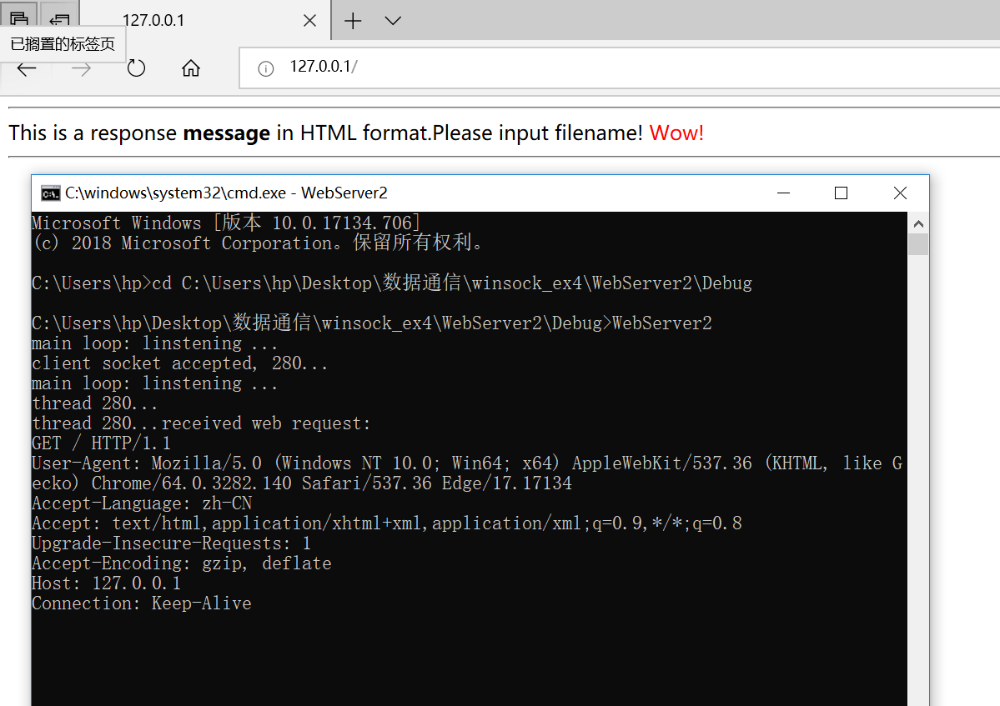 127.0.0.1
已搁置的标签页
127.0.0.1/
This is a response message in HTML format.Please input filename! Wow!
C:\windows\system32\cmd.exe - WebServer2
Microsoft Windows [版本 10.0.17134.706]
(c) 2018 Microsoft Corporation。保留所有权利。
C:\Users\hp>cd C:\Users\hp\Desktop\数据通信\winsock_ex4\WebServer2\Debug
C:\Users\hp\Desktop\数据通信\winsock_ex4\WebServer2\Debug>WebServer2
main loop: linstening ...
client socket accepted, 280...
main loop: linstening ...
thread 280...
thread 280...received web request:
GET / HTTP/1.1
User-Agent: Mozilla/5.0 (Windows NT 10.0; Win64; x64) AppleWebKit/537.36 (KHTML, like G
ecko) Chrome/64.0.3282.140 Safari/537.36 Edge/17.17134
Accept-Language: zh-CN
Accept: text/html,application/xhtml+xml,application/xml;q=0.9,*/*;q=0.8
Upgrade-Insecure-Requests: 1
Accept-Encoding: gzip, deflate
Host: 127.0.0.1
Connection: Keep-Alive